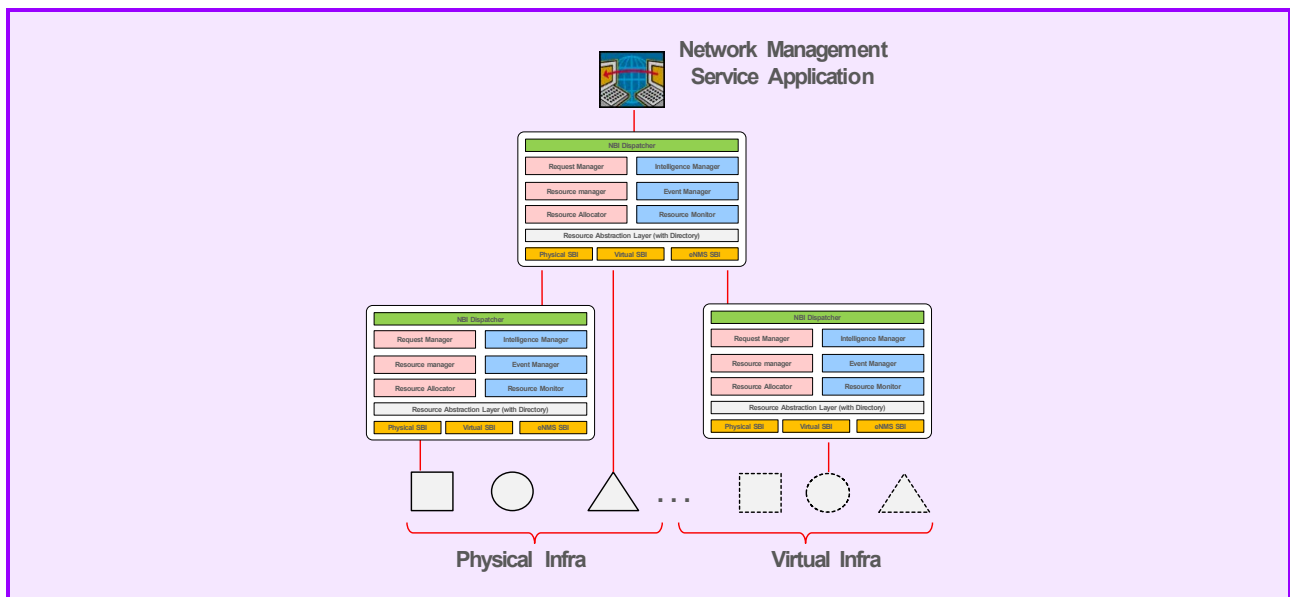 Network Management
Service Application
NBI Dispatcher
Request Manager
Intelligence Manager
Resource manager
Event Manager
Resource Allocator
Resource Monitor
Resource Abstraction Layer (with Directory)
Physical SBI
Virtual SBI
eNMS SBI
NBI Dispatcher
Request Manager
Intelligence Manager
Resource manager
Event Manager
Resource Allocator
Resource Monitor
Resource Abstraction Layer (with Directory)
Physical SBI
Virtual SBI
eNMS SBI
NBI Dispatcher
Request Manager
Intelligence Manager
Resource manager
Event Manager
Resource Allocator
Resource Monitor
Resource Abstraction Layer (with Directory)
Physical SBI
Virtual SBI
eNMS SBI
...
Physical Infra
Virtual Infra